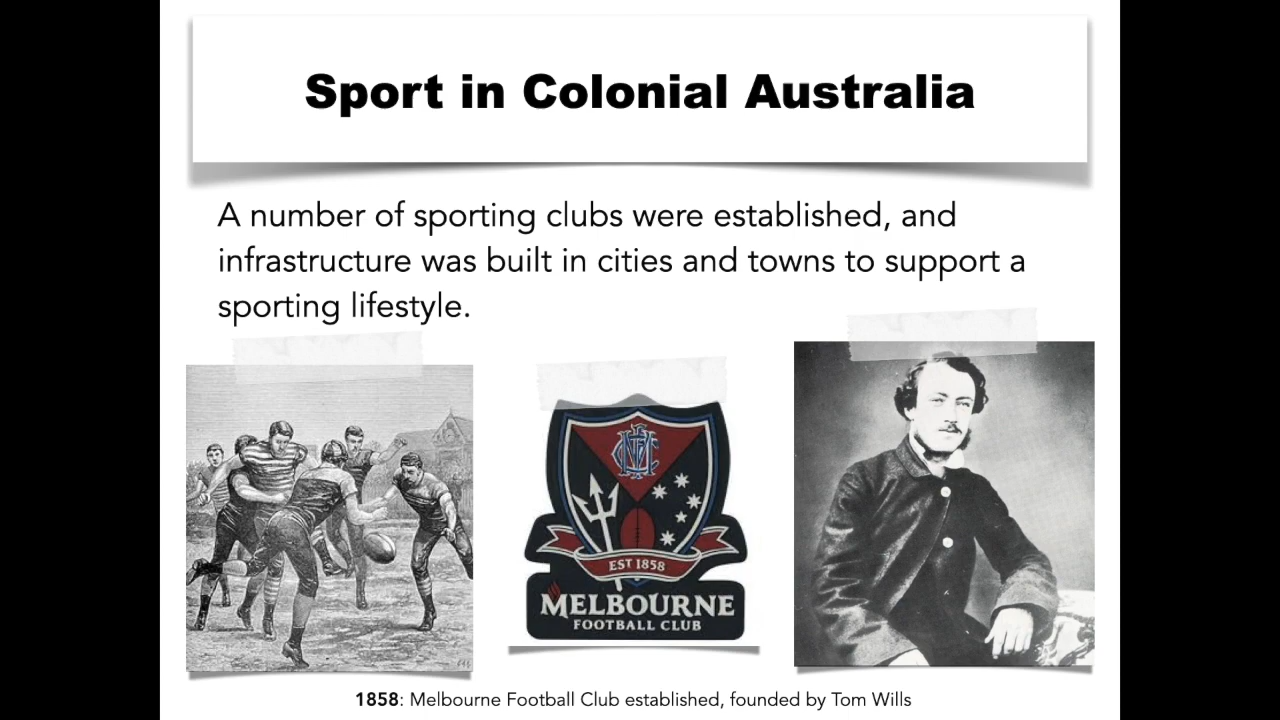 Sport in Colonial Australia
A number of sporting clubs were established, and
infrastructure was built in cities and towns to support a
sporting lifestyle.
EST 1858
MELBOURNE
FOOTBALL CLUB
1858: Melbourne Football Club established, founded by Tom Wills